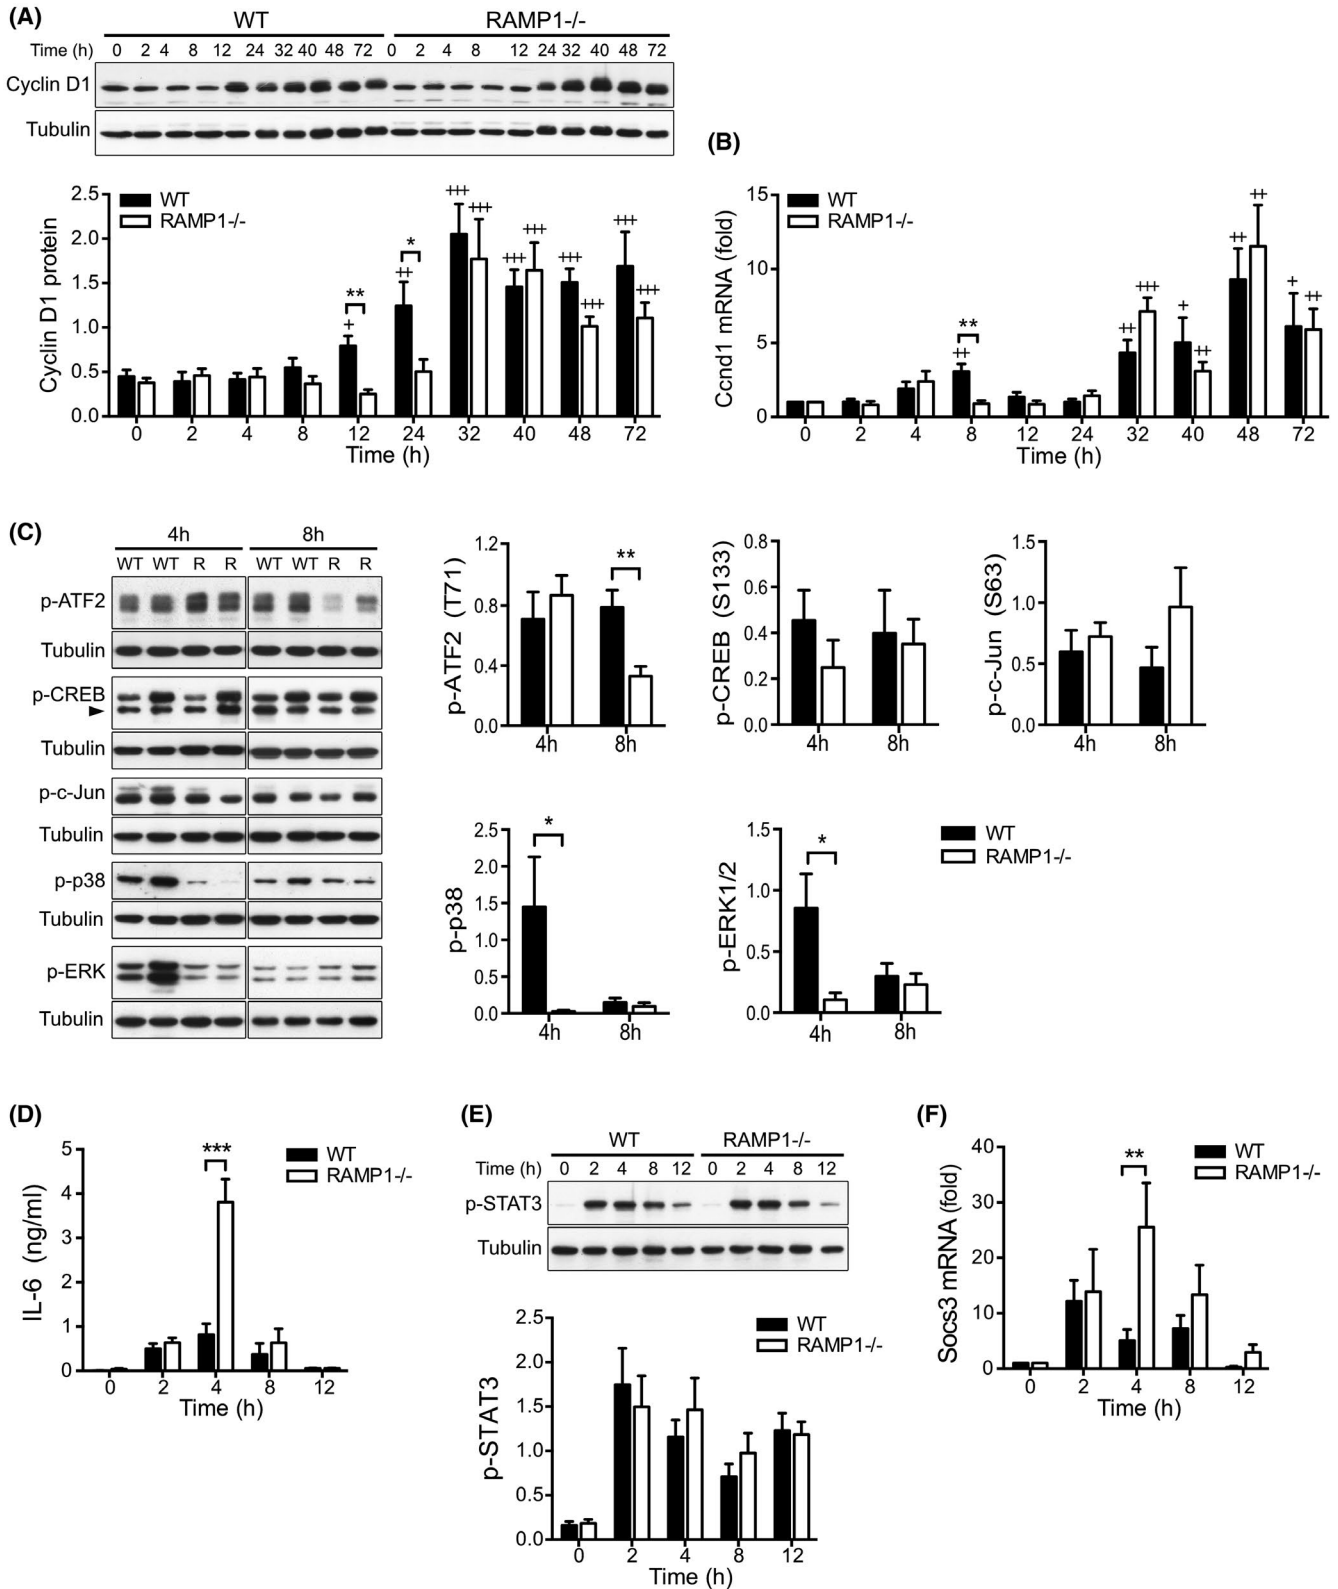 (A)
WT RAMP1-/-
Time (h) 0 2 4 8 12 24 32 40 48 72 0 2 4 8 12 24 32 40 48 72
Cyclin D1
Tubulin
Cyclin D1 protein
2.5
2.0
1.5
1.0
0.5
0.0
WT
RAMP1-/-
+ ** ++ * +++ +++ +++ +++ +++ +++ +++ +++
0 2 4 8 12 24 32 40 48 72
Time (h)
(B)
Ccnd1 mRNA (fold)
15
10
5
0
WT
RAMP1-/-
++ ** ++ +++ + ++ ++ ++ + ++
0 2 4 8 12 24 32 40 48 72
Time (h)
(C)
4h 8h
WT WT R R WT WT R R
p-ATF2
Tubulin
p-CREB
Tubulin
p-c-Jun
Tubulin
p-p38
Tubulin
p-ERK
Tubulin
p-ATF2 (T71)
1.2
0.8
0.4
0.0
**
4h 8h
p-CREB (S133)
0.8
0.6
0.4
0.2
0.0
4h 8h
p-c-Jun (S63)
1.5
1.0
0.5
0.0
4h 8h
p-p38
2.5
2.0
1.5
1.0
0.5
0.0
*
4h 8h
p-ERK1/2
1.5
1.0
0.5
0.0
*
4h 8h
WT
RAMP1-/-
(D)
IL-6 (ng/ml)
5
4
3
2
1
0
***
WT
RAMP1-/-
0 2 4 8 12
Time (h)
(E)
WT RAMP1-/-
Time (h) 0 2 4 8 12 0 2 4 8 12
p-STAT3
Tubulin
p-STAT3
2.5
2.0
1.5
1.0
0.5
0.0
WT
RAMP1-/-
0 2 4 8 12
Time (h)
(F)
Socs3 mRNA (fold)
40
30
20
10
0
**
WT
RAMP1-/-
0 2 4 8 12
Time (h)